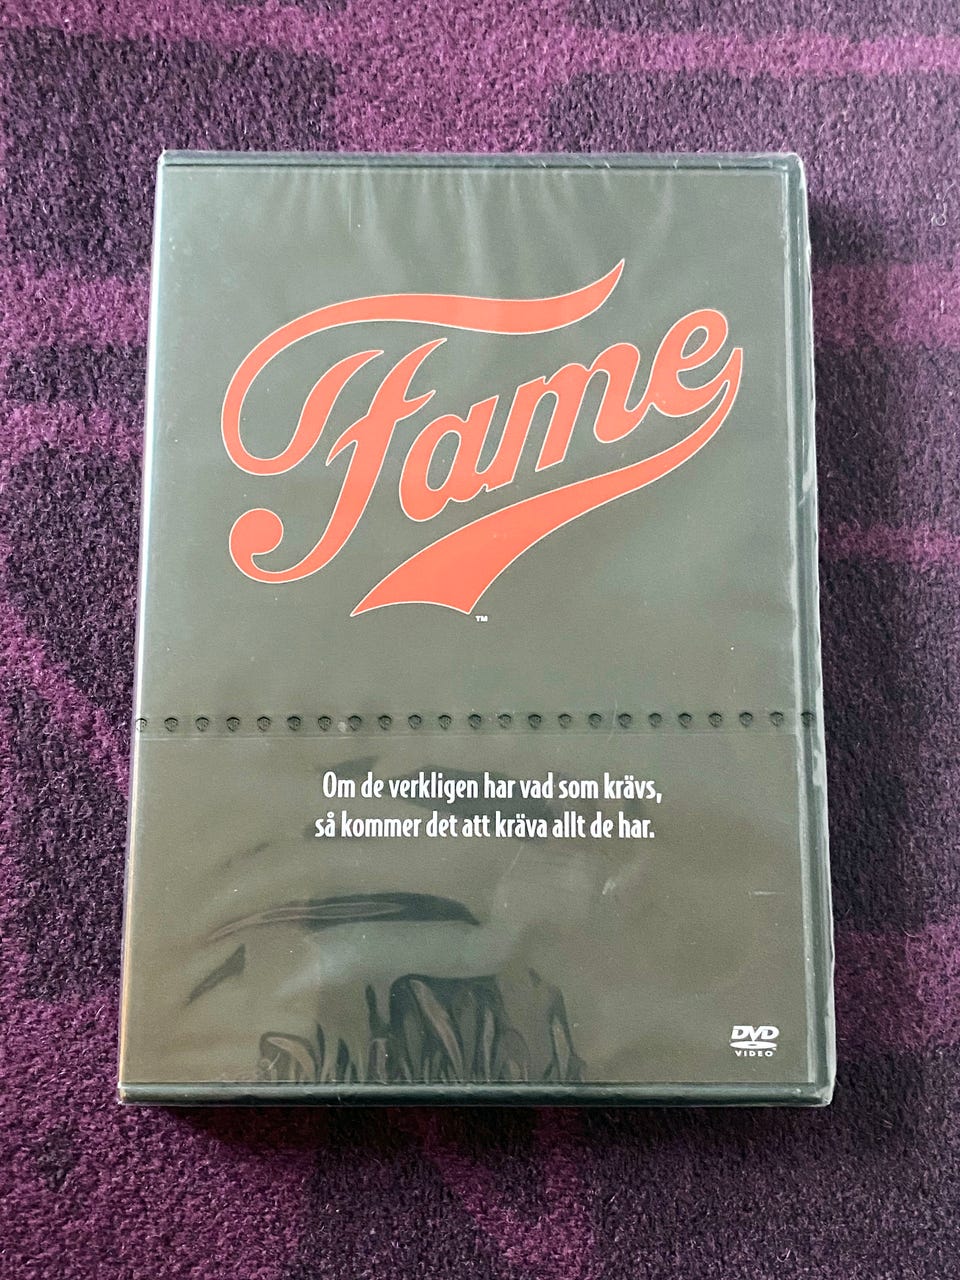 Fame
™
Om de verkligen har vad som krävs,
så kommer det att kräva allt de har.
DVD
VIDEO